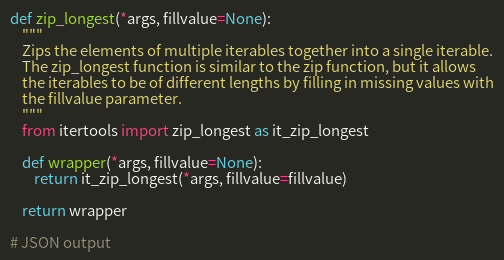 def zip_longest(*args, fillvalue=None):
"""
Zips the elements of multiple iterables together into a single iterable.
The zip_longest function is similar to the zip function, but it allows
the iterables to be of different lengths by filling in missing values with
the fillvalue parameter.
"""
from itertools import zip_longest as it_zip_longest
def wrapper(*args, fillvalue=None):
return it_zip_longest(*args, fillvalue=fillvalue)
return wrapper
# JSON output